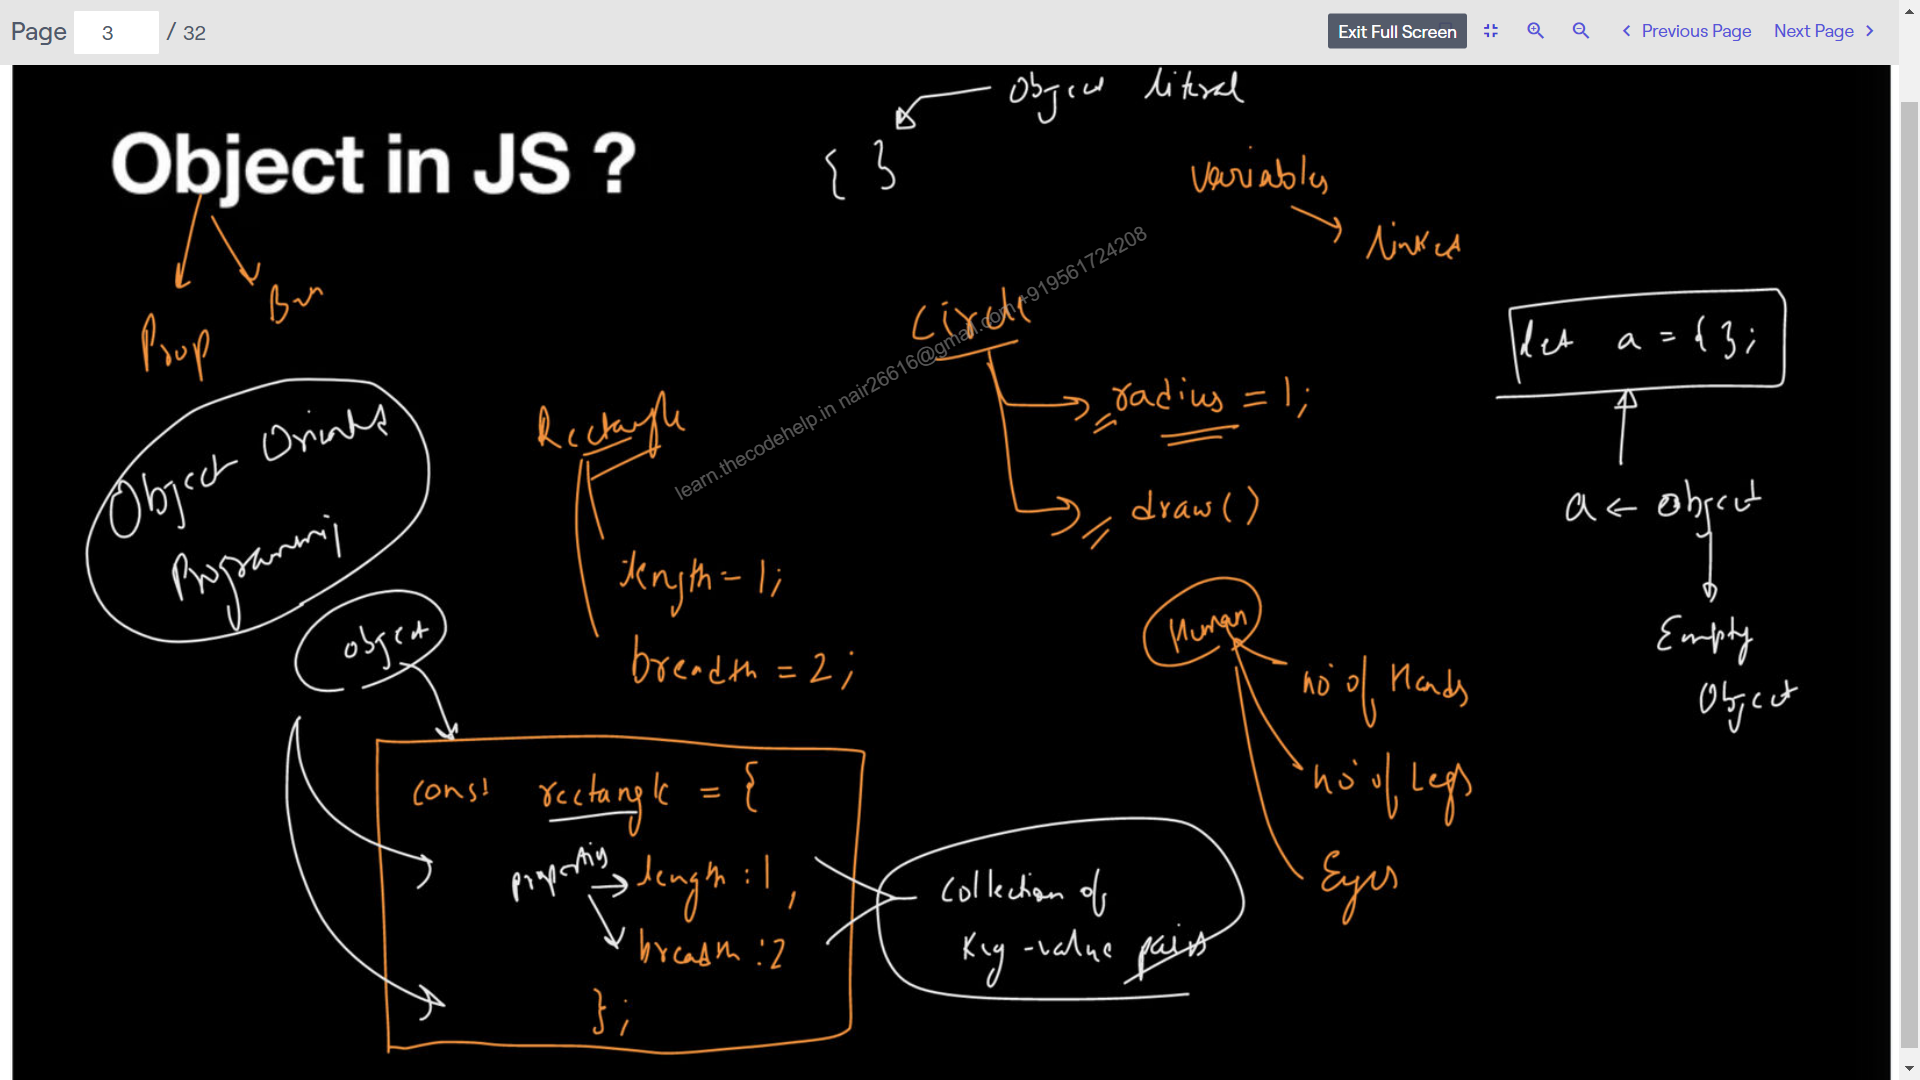 Page 3 / 32
Exit Full Screen
Previous Page
Next Page
Object literal
Object in JS ?
{ }
variables
linked
Prop
Circle
let a = { };
Rectangle
radius = 1;
Object Oriented
Programming
draw()
a ← object
length = 1;
Empty
Object
object
breadth = 2;
Human
no of Hands
no of Legs
Eyes
const rectangle = {
properties
length : 1,
breadth : 2
};
Collection of
Key-value pairs
learn.thecodehelp.in nair26616@gmail.com +919561724208